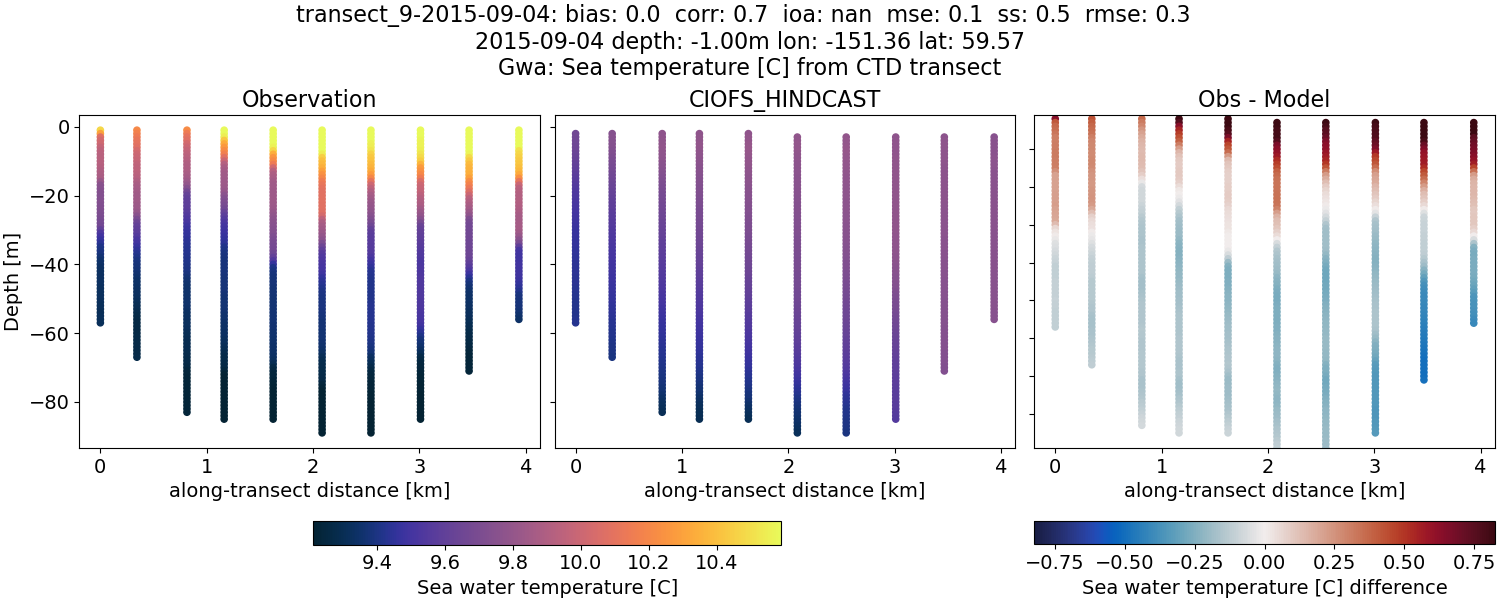 transect_9-2015-09-04: bias: 0.0  corr: 0.7  ioa: nan  mse: 0.1  ss: 0.5  rmse: 0.3
2015-09-04 depth: -1.00m lon: -151.36 lat: 59.57
Gwa: Sea temperature [C] from CTD transect
Observation
CIOFS_HINDCAST
Obs - Model
Depth [m]
0
−20
−40
−60
−80
0 1 2 3 4
0 1 2 3 4
0 1 2 3 4
along-transect distance [km]
along-transect distance [km]
along-transect distance [km]
9.4 9.6 9.8 10.0 10.2 10.4
Sea water temperature [C]
−0.75 −0.50 −0.25 0.00 0.25 0.50 0.75
Sea water temperature [C] difference